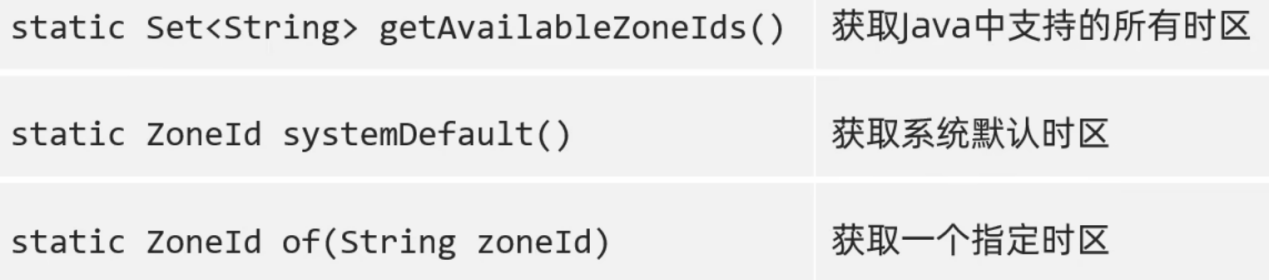 static Set<String> getAvailableZoneIds() 获取Java中支持的所有时区
static ZoneId systemDefault() 获取系统默认时区
static ZoneId of(String zoneId) 获取一个指定时区